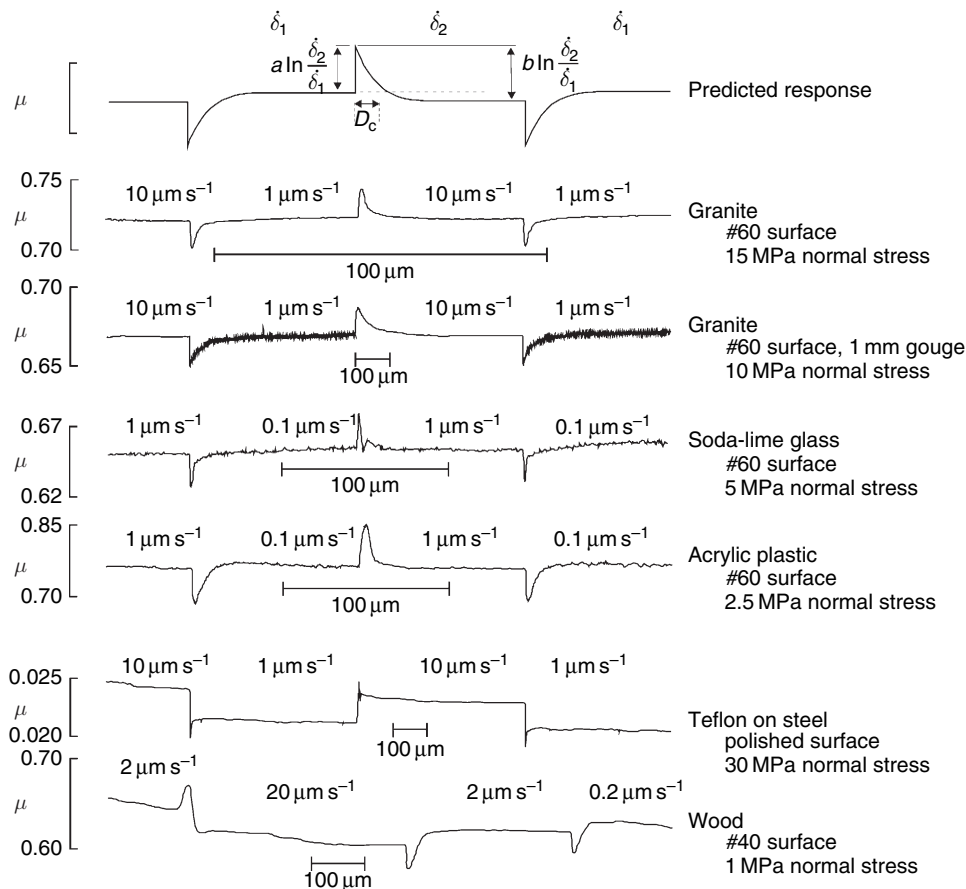 δ̇₁ δ̇₂ δ̇₁
a ln δ̇₂/δ̇₁
b ln δ̇₂/δ̇₁
μ
D_c
Predicted response
0.75
μ
0.70
10 μm s⁻¹ 1 μm s⁻¹ 10 μm s⁻¹ 1 μm s⁻¹
100 μm
Granite
#60 surface
15 MPa normal stress
0.70
μ
0.65
10 μm s⁻¹ 1 μm s⁻¹ 10 μm s⁻¹ 1 μm s⁻¹
100 μm
Granite
#60 surface, 1 mm gouge
10 MPa normal stress
0.67
μ
0.62
1 μm s⁻¹ 0.1 μm s⁻¹ 1 μm s⁻¹ 0.1 μm s⁻¹
100 μm
Soda-lime glass
#60 surface
5 MPa normal stress
0.85
μ
0.70
1 μm s⁻¹ 0.1 μm s⁻¹ 1 μm s⁻¹ 0.1 μm s⁻¹
100 μm
Acrylic plastic
#60 surface
2.5 MPa normal stress
0.025
μ
0.020
10 μm s⁻¹ 1 μm s⁻¹ 10 μm s⁻¹ 1 μm s⁻¹
100 μm
Teflon on steel
polished surface
30 MPa normal stress
0.70
μ
0.60
2 μm s⁻¹ 20 μm s⁻¹ 2 μm s⁻¹ 0.2 μm s⁻¹
100 μm
Wood
#40 surface
1 MPa normal stress